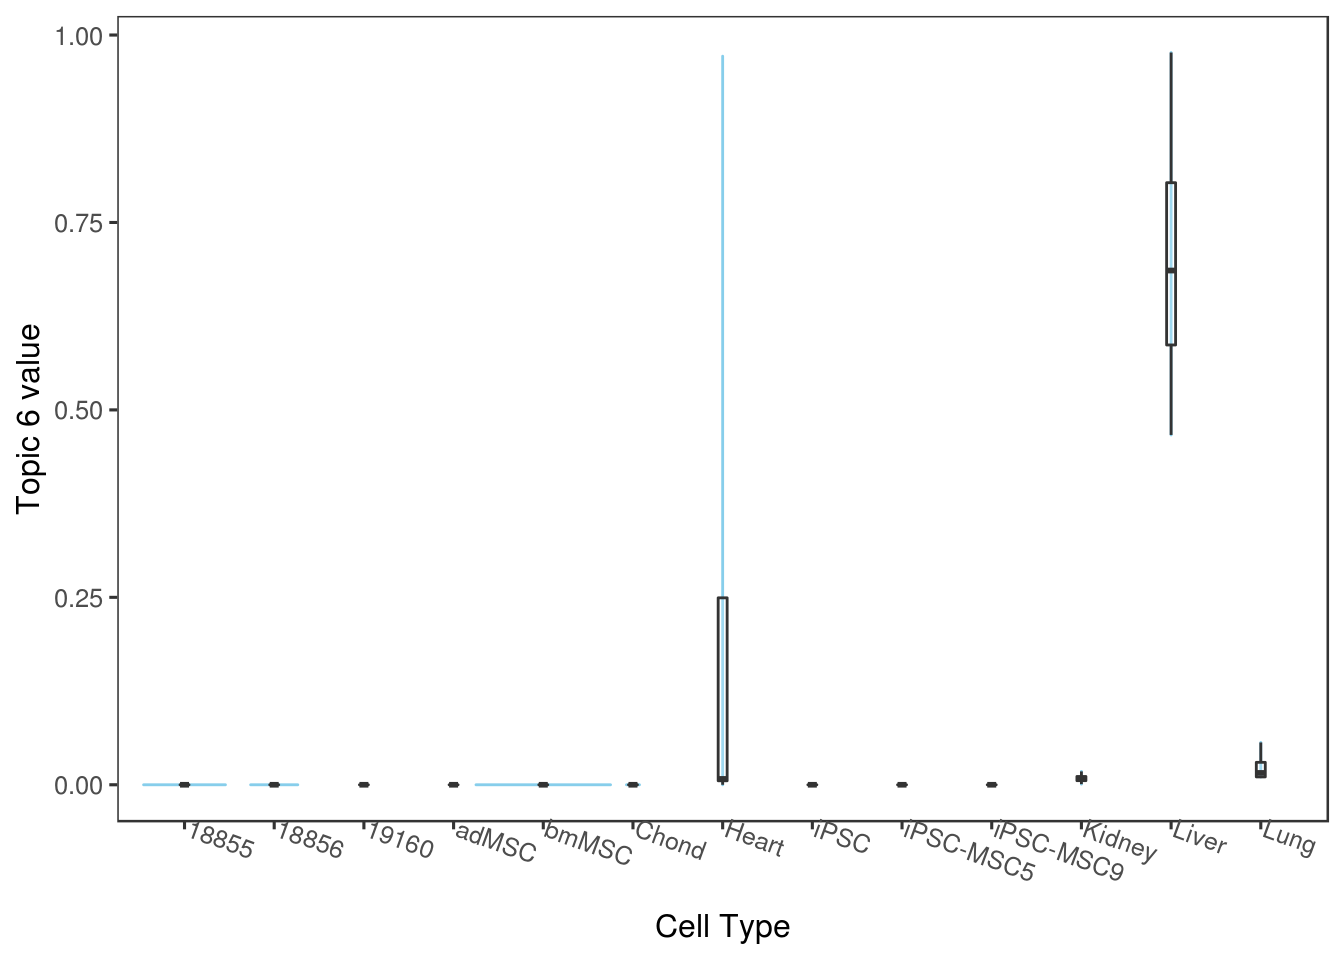 1.00
0.75
0.50
0.25
0.00
Topic 6 value
18855
18856
19160
adMSC
bmMSC
Chond
Heart
iPSC
iPSC-MSC5
iPSC-MSC9
Kidney
Liver
Lung
Cell Type